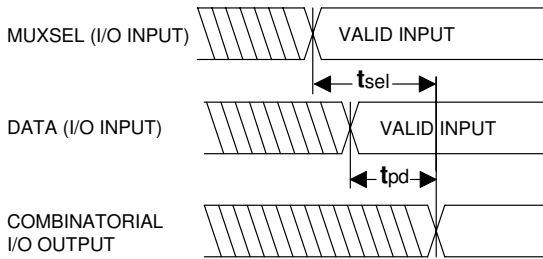 MUXSEL (I/O INPUT)
VALID INPUT
tsel
DATA (I/O INPUT)
VALID INPUT
tpd
COMBINATORIAL
I/O OUTPUT